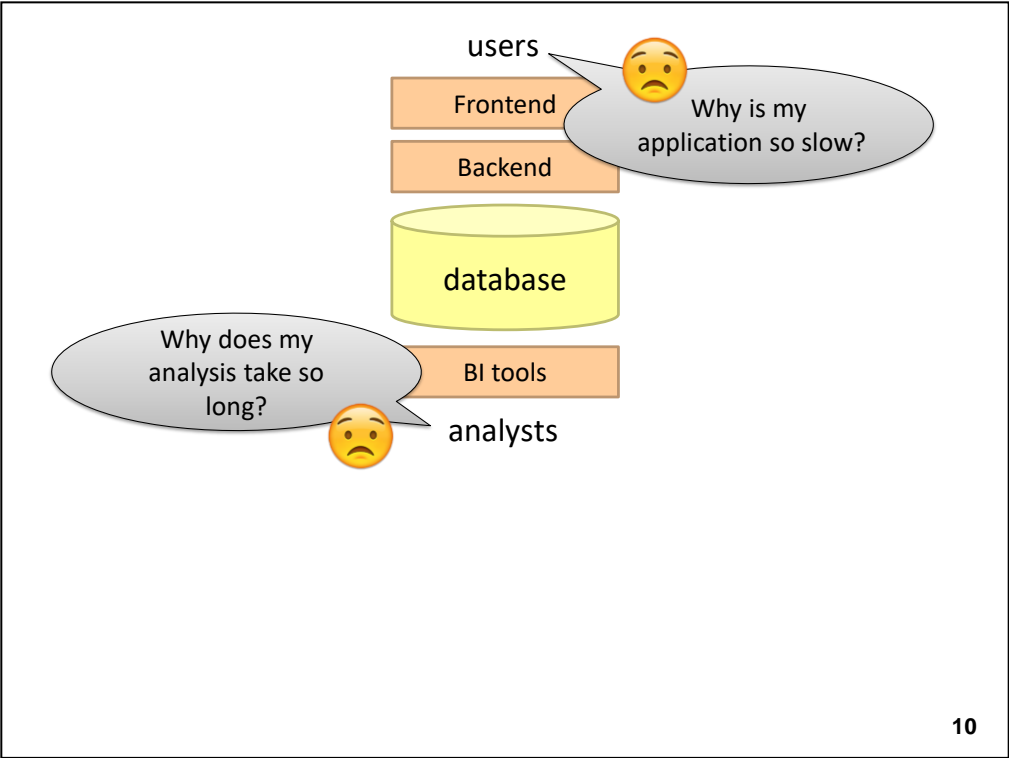 users
Frontend
Why is my
application so slow?
Backend
database
Why does my
analysis take so
long?
BI tools
analysts
10